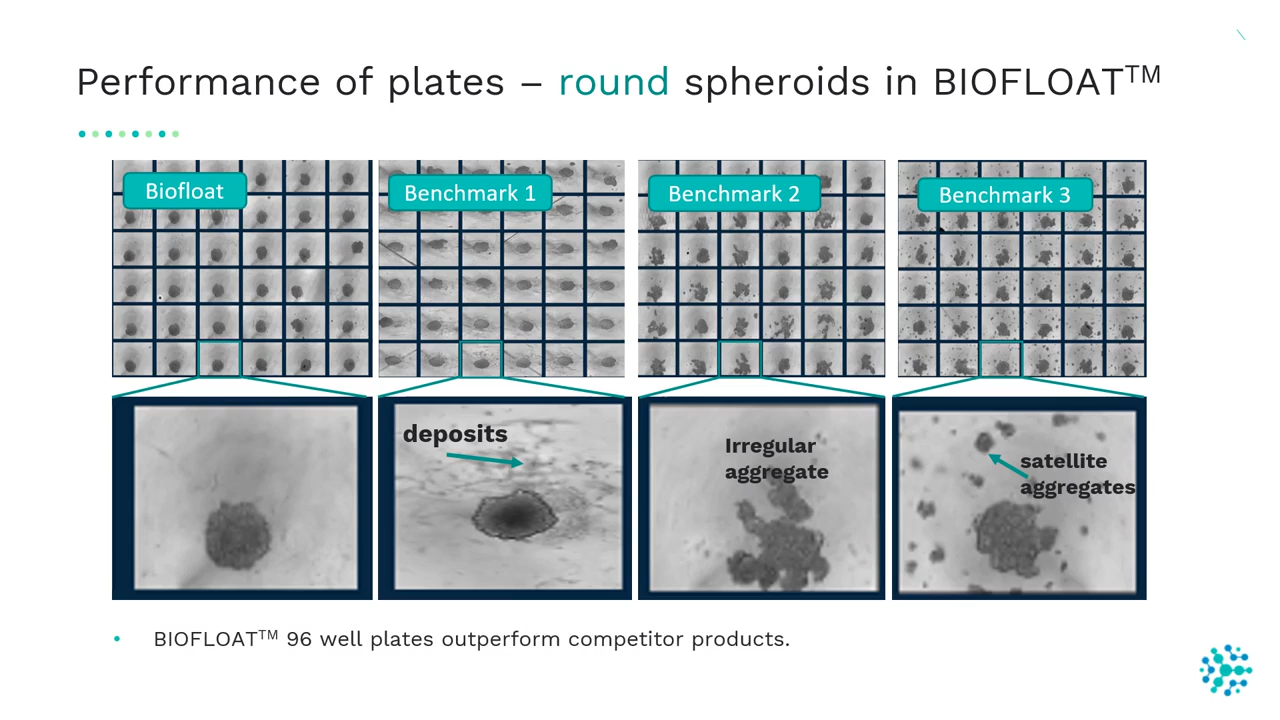 Performance of plates – round spheroids in BIOFLOAT™
Biofloat
Benchmark 1
Benchmark 2
Benchmark 3
deposits
Irregular
aggregate
satellite
aggregates
• BIOFLOAT™ 96 well plates outperform competitor products.